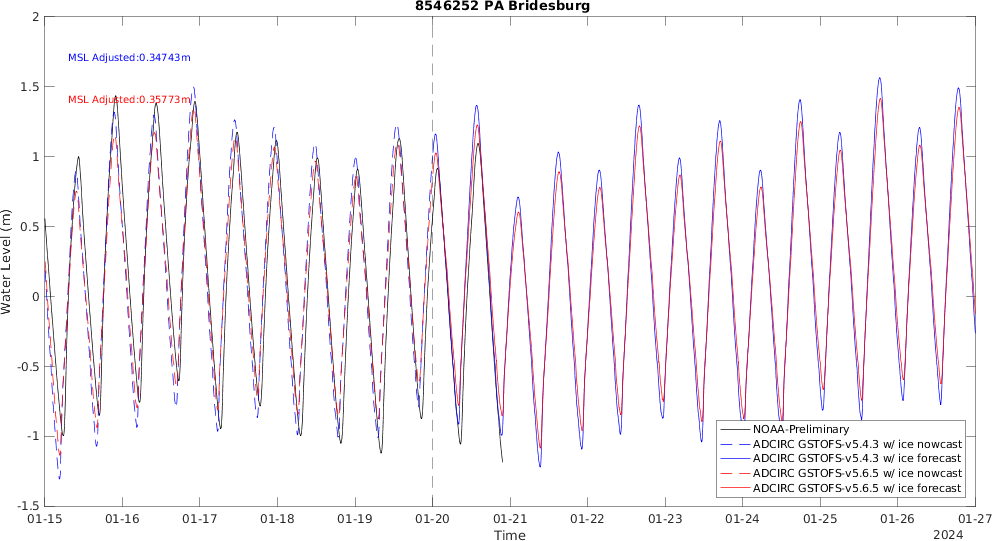 8546252 PA Bridesburg
MSL Adjusted:0.34743m
MSL Adjusted:0.35773m
Water Level (m)
2
1.5
1
0.5
0
-0.5
-1
-1.5
NOAA-Preliminary
ADCIRC GSTOFS-v5.4.3 w/ ice nowcast
ADCIRC GSTOFS-v5.4.3 w/ ice forecast
ADCIRC GSTOFS-v5.6.5 w/ ice nowcast
ADCIRC GSTOFS-v5.6.5 w/ ice forecast
01-15 01-16 01-17 01-18 01-19 01-20 01-21 01-22 01-23 01-24 01-25 01-26 01-27
Time
2024